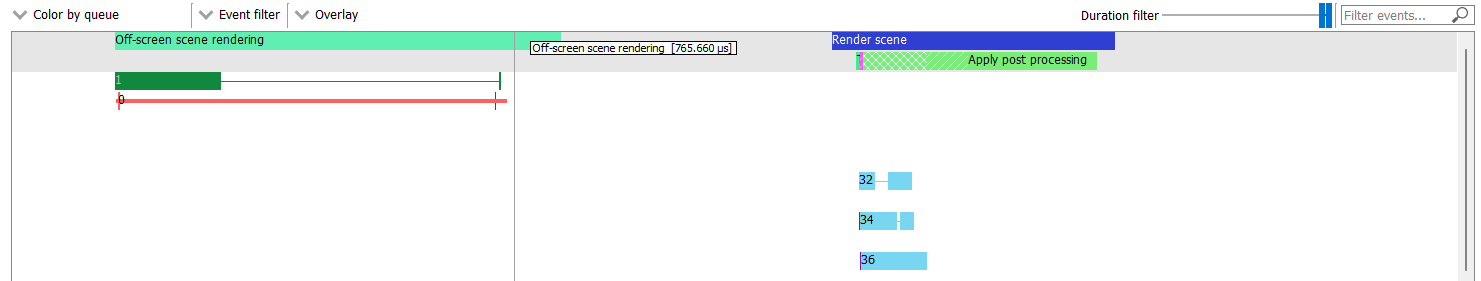 Color by queue Event filter Overlay Duration filter Filter events...
Off-screen scene rendering Render scene
Off-screen scene rendering [765.660 µs]
Apply post processing
1
0
32
34
36